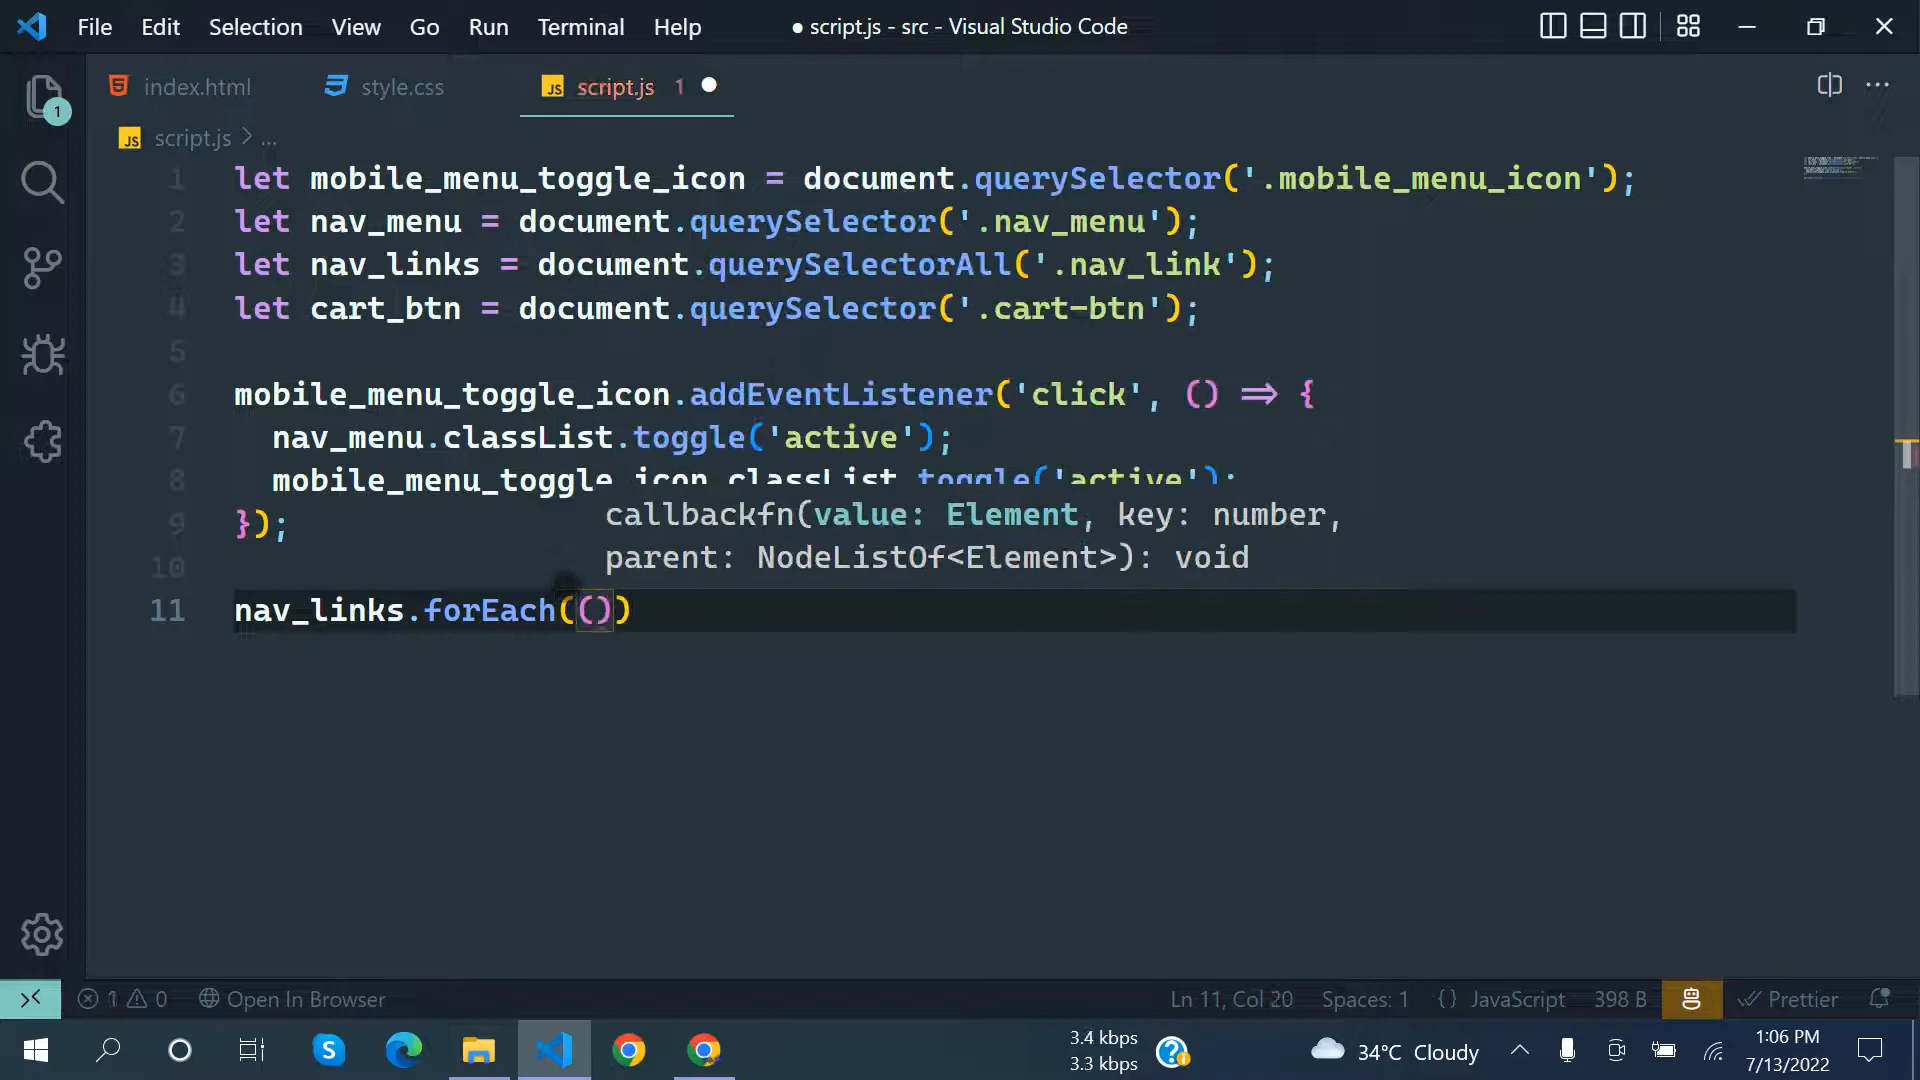 File Edit Selection View Go Run Terminal Help ● script.js - src - Visual Studio Code
index.html style.css JS script.js 1
1
JS script.js > ...
1 let mobile_menu_toggle_icon = document.querySelector('.mobile_menu_icon');
2 let nav_menu = document.querySelector('.nav_menu');
3 let nav_links = document.querySelectorAll('.nav_link');
4 let cart_btn = document.querySelector('.cart-btn');
5
6 mobile_menu_toggle_icon.addEventListener('click', () => {
7 nav_menu.classList.toggle('active');
8 mobile_menu_toggle_icon.classList.toggle('active');
9 });
callbackfn(value: Element, key: number,
parent: NodeListOf<Element>): void
10
11 nav_links.forEach(())
1 0 Open In Browser Ln 11, Col 20 Spaces: 1 {} JavaScript 398 B Prettier
3.4 kbps
3.3 kbps
34°C Cloudy
1:06 PM
7/13/2022